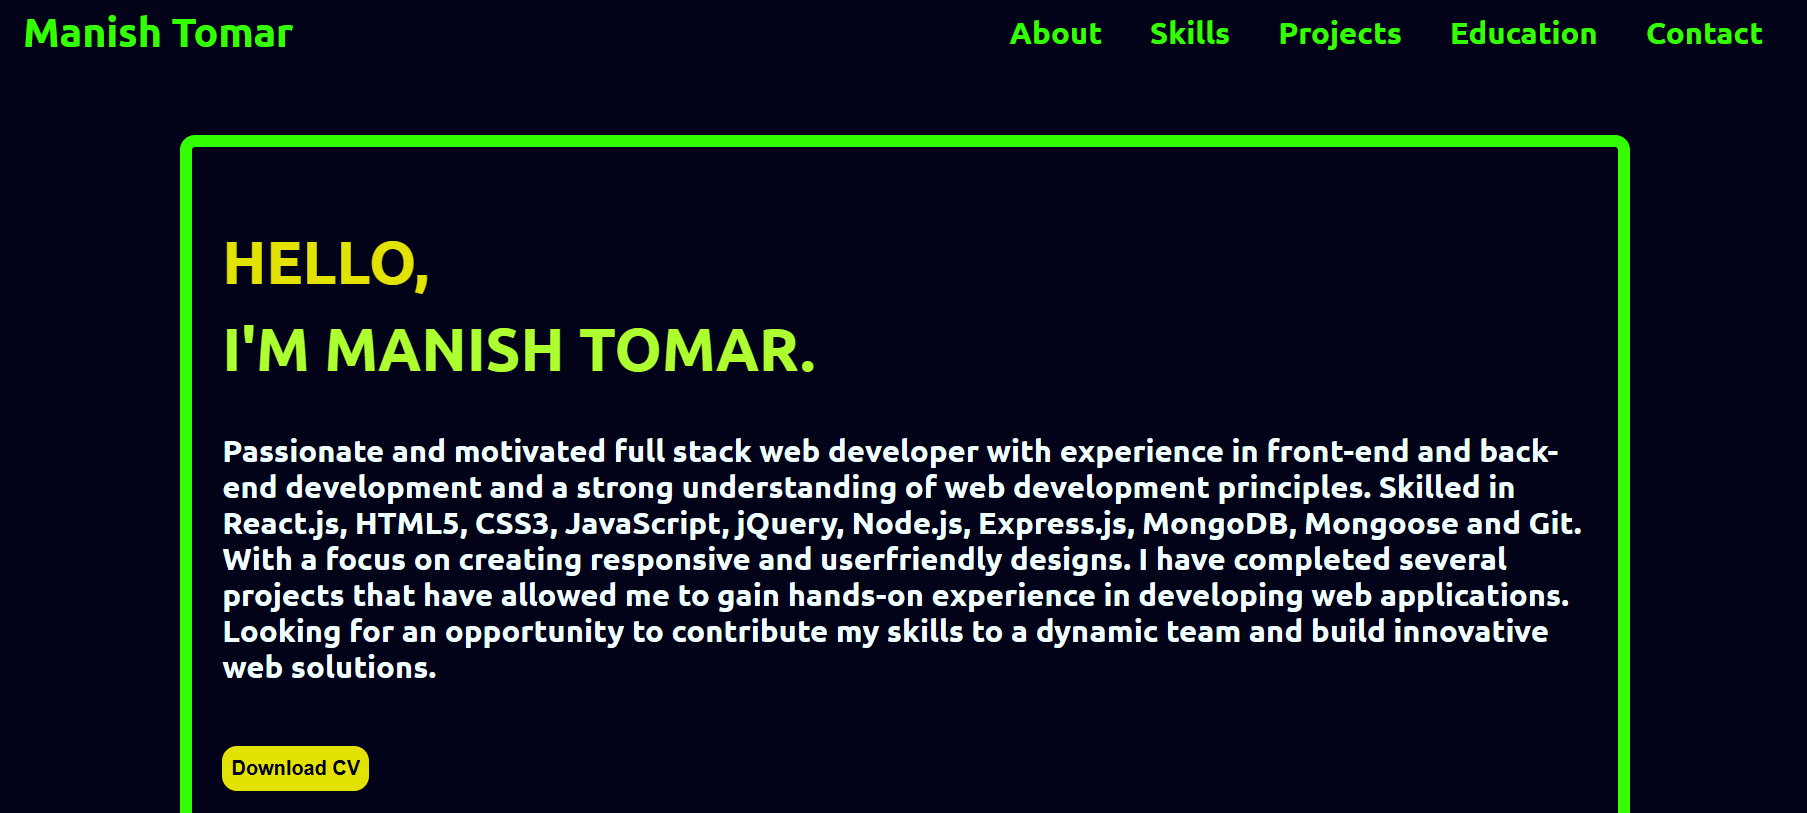 Manish Tomar
About Skills Projects Education Contact
HELLO,
I'M MANISH TOMAR.
Passionate and motivated full stack web developer with experience in front-end and back-
end development and a strong understanding of web development principles. Skilled in
React.js, HTML5, CSS3, JavaScript, jQuery, Node.js, Express.js, MongoDB, Mongoose and Git.
With a focus on creating responsive and userfriendly designs. I have completed several
projects that have allowed me to gain hands-on experience in developing web applications.
Looking for an opportunity to contribute my skills to a dynamic team and build innovative
web solutions.
Download CV